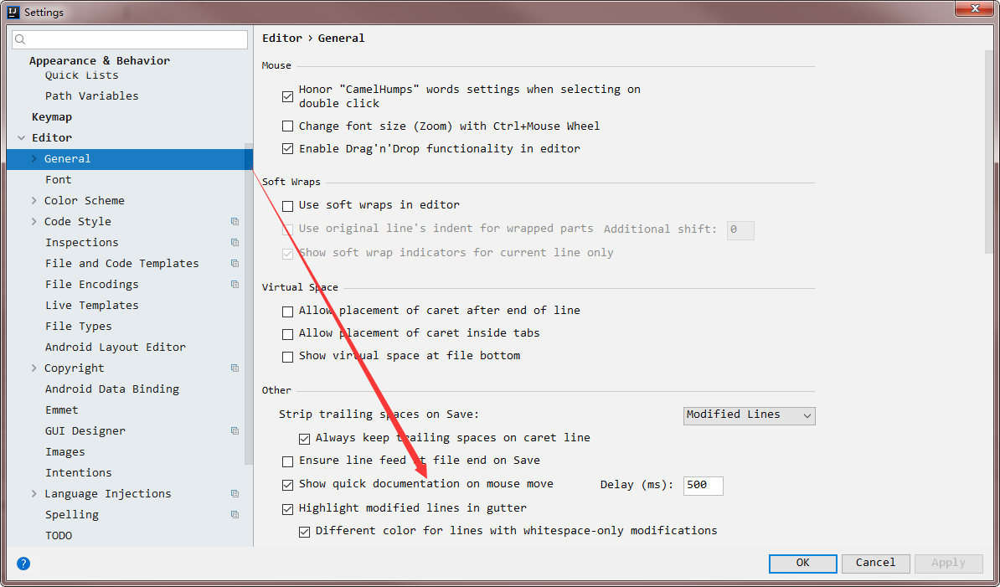 IJ Settings
Appearance & Behavior
Quick Lists
Path Variables
Keymap
Editor
General
Font
Color Scheme
Code Style
Inspections
File and Code Templates
File Encodings
Live Templates
File Types
Android Layout Editor
Copyright
Android Data Binding
Emmet
GUI Designer
Images
Intentions
Language Injections
Spelling
TODO
?
Editor › General
Mouse
Honor "CamelHumps" words settings when selecting on
double click
Change font size (Zoom) with Ctrl+Mouse Wheel
Enable Drag'n'Drop functionality in editor
Soft Wraps
Use soft wraps in editor
Use original line's indent for wrapped parts Additional shift: 0
Show soft wrap indicators for current line only
Virtual Space
Allow placement of caret after end of line
Allow placement of caret inside tabs
Show virtual space at file bottom
Other
Strip trailing spaces on Save: Modified Lines
Always keep trailing spaces on caret line
Ensure line feed at file end on Save
Show quick documentation on mouse move Delay (ms): 500
Highlight modified lines in gutter
Different color for lines with whitespace-only modifications
OK Cancel Apply